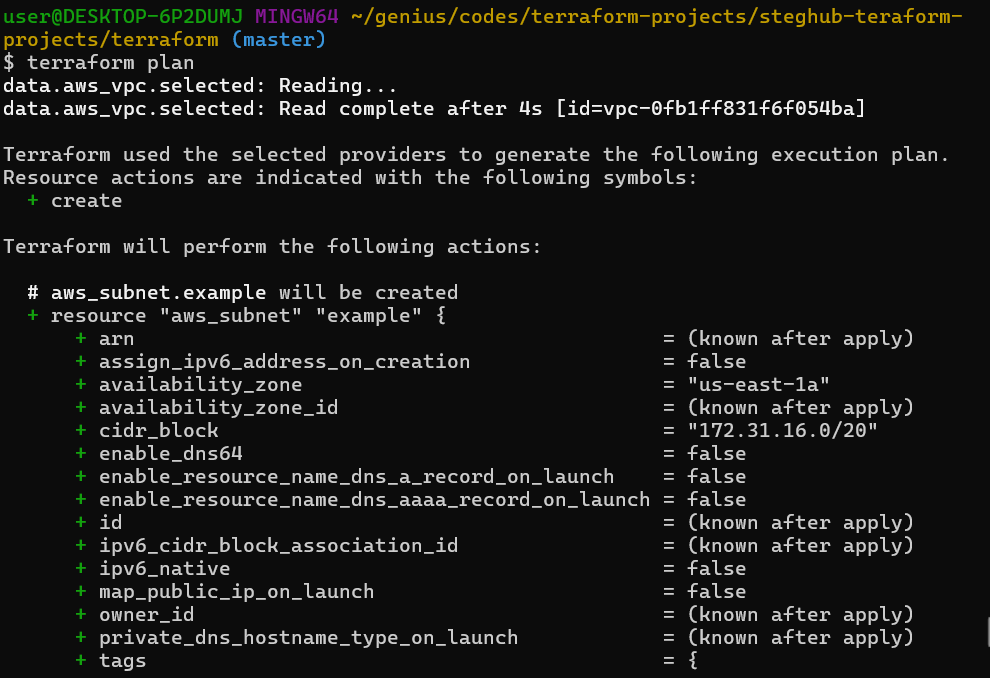 user@DESKTOP-6P2DUMJ MINGW64 ~/genius/codes/terraform-projects/steghub-teraform-
projects/terraform (master)
$ terraform plan
data.aws_vpc.selected: Reading...
data.aws_vpc.selected: Read complete after 4s [id=vpc-0fb1ff831f6f054ba]
Terraform used the selected providers to generate the following execution plan.
Resource actions are indicated with the following symbols:
+ create
Terraform will perform the following actions:
# aws_subnet.example will be created
+ resource "aws_subnet" "example" {
+ arn = (known after apply)
+ assign_ipv6_address_on_creation = false
+ availability_zone = "us-east-1a"
+ availability_zone_id = (known after apply)
+ cidr_block = "172.31.16.0/20"
+ enable_dns64 = false
+ enable_resource_name_dns_a_record_on_launch = false
+ enable_resource_name_dns_aaaa_record_on_launch = false
+ id = (known after apply)
+ ipv6_cidr_block_association_id = (known after apply)
+ ipv6_native = false
+ map_public_ip_on_launch = false
+ owner_id = (known after apply)
+ private_dns_hostname_type_on_launch = (known after apply)
+ tags = {